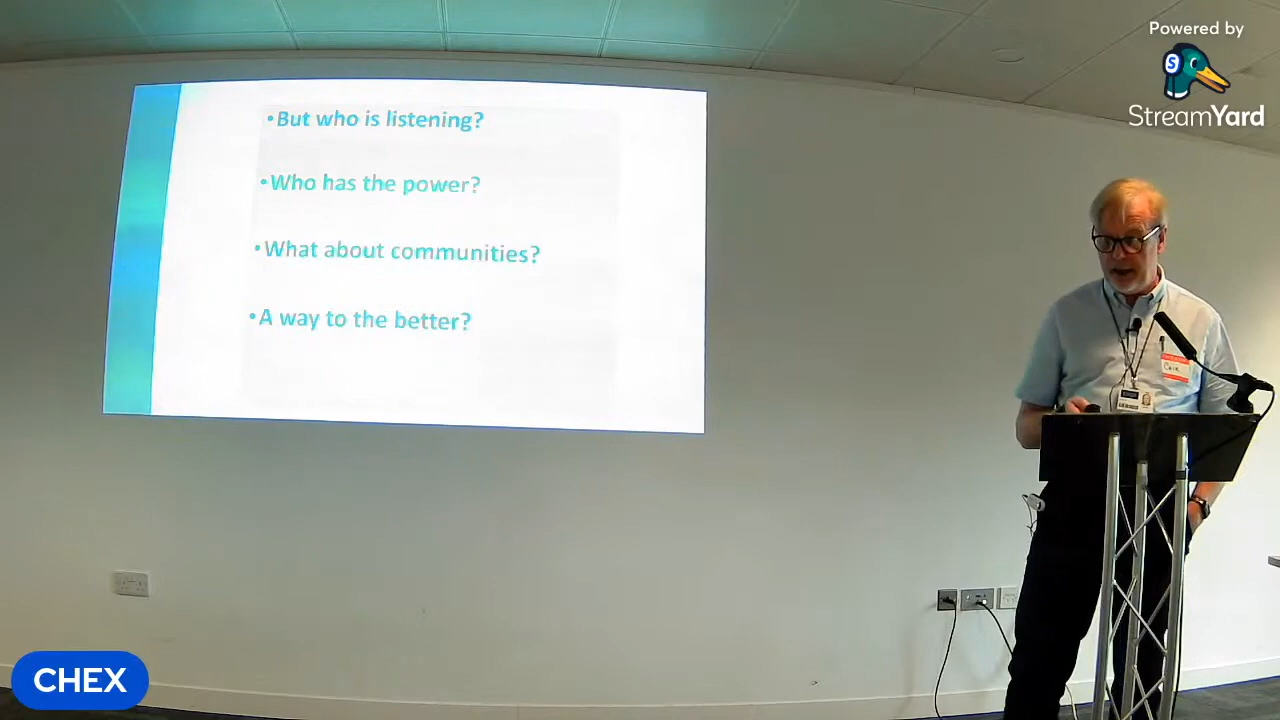 Powered by
S
StreamYard
•But who is listening?
•Who has the power?
•What about communities?
•A way to the better?
CHEX